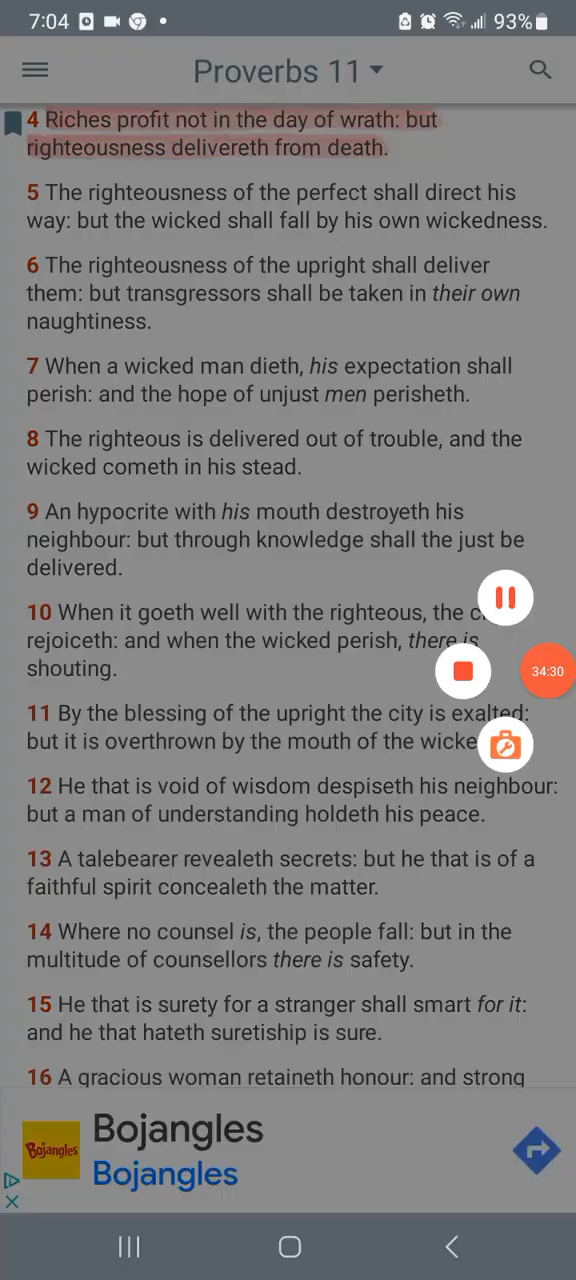 7:04
93%
Proverbs 11
4 Riches profit not in the day of wrath: but
righteousness delivereth from death.
5 The righteousness of the perfect shall direct his
way: but the wicked shall fall by his own wickedness.
6 The righteousness of the upright shall deliver
them: but transgressors shall be taken in their own
naughtiness.
7 When a wicked man dieth, his expectation shall
perish: and the hope of unjust men perisheth.
8 The righteous is delivered out of trouble, and the
wicked cometh in his stead.
9 An hypocrite with his mouth destroyeth his
neighbour: but through knowledge shall the just be
delivered.
10 When it goeth well with the righteous, the
rejoiceth: and when the wicked perish, there is
shouting.
34:30
11 By the blessing of the upright the city is exalted:
but it is overthrown by the mouth of the
12 He that is void of wisdom despiseth his neighbour:
but a man of understanding holdeth his peace.
13 A talebearer revealeth secrets: but he that is of a
faithful spirit concealeth the matter.
14 Where no counsel is, the people fall: but in the
multitude of counsellors there is safety.
15 He that is surety for a stranger shall smart for it:
and he that hateth suretiship is sure.
16 A gracious woman retaineth honour: and strong
Bojangles
Bojangles
Bojangles